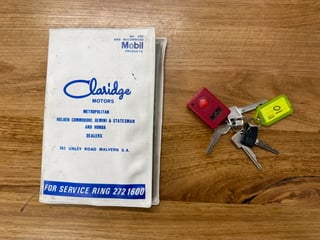 WE USE
AND RECOMMEND
Mobil
PRODUCTS
Claridge
MOTORS
METROPOLITAN
HOLDEN COMMODORE, GEMINI & STATESMAN
AND HONDA
DEALERS
361 UNLEY ROAD MALVERN S.A.
FOR SERVICE RING 272 1600